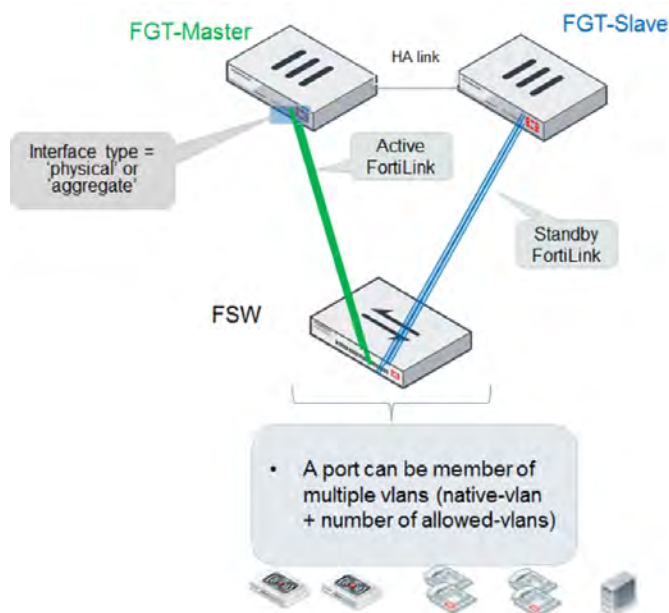 FGT-Master
FGT-Slave
HA link
Interface type =
'physical' or
'aggregate'
Active
FortiLink
Standby
FortiLink
FSW
• A port can be member of
multiple vlans (native-vlan
+ number of allowed-vlans)